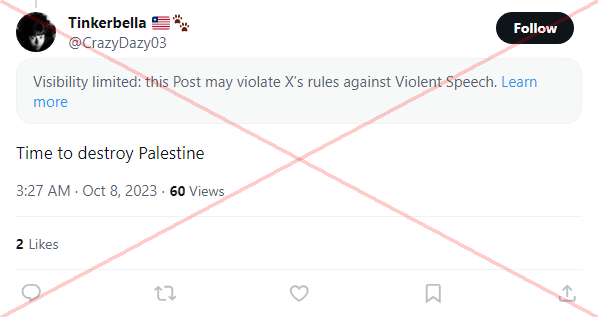 Tinkerbella
@CrazyDazy03
Follow
Visibility limited: this Post may violate X's rules against Violent Speech. Learn
more
Time to destroy Palestine
3:27 AM · Oct 8, 2023 · 60 Views
2 Likes